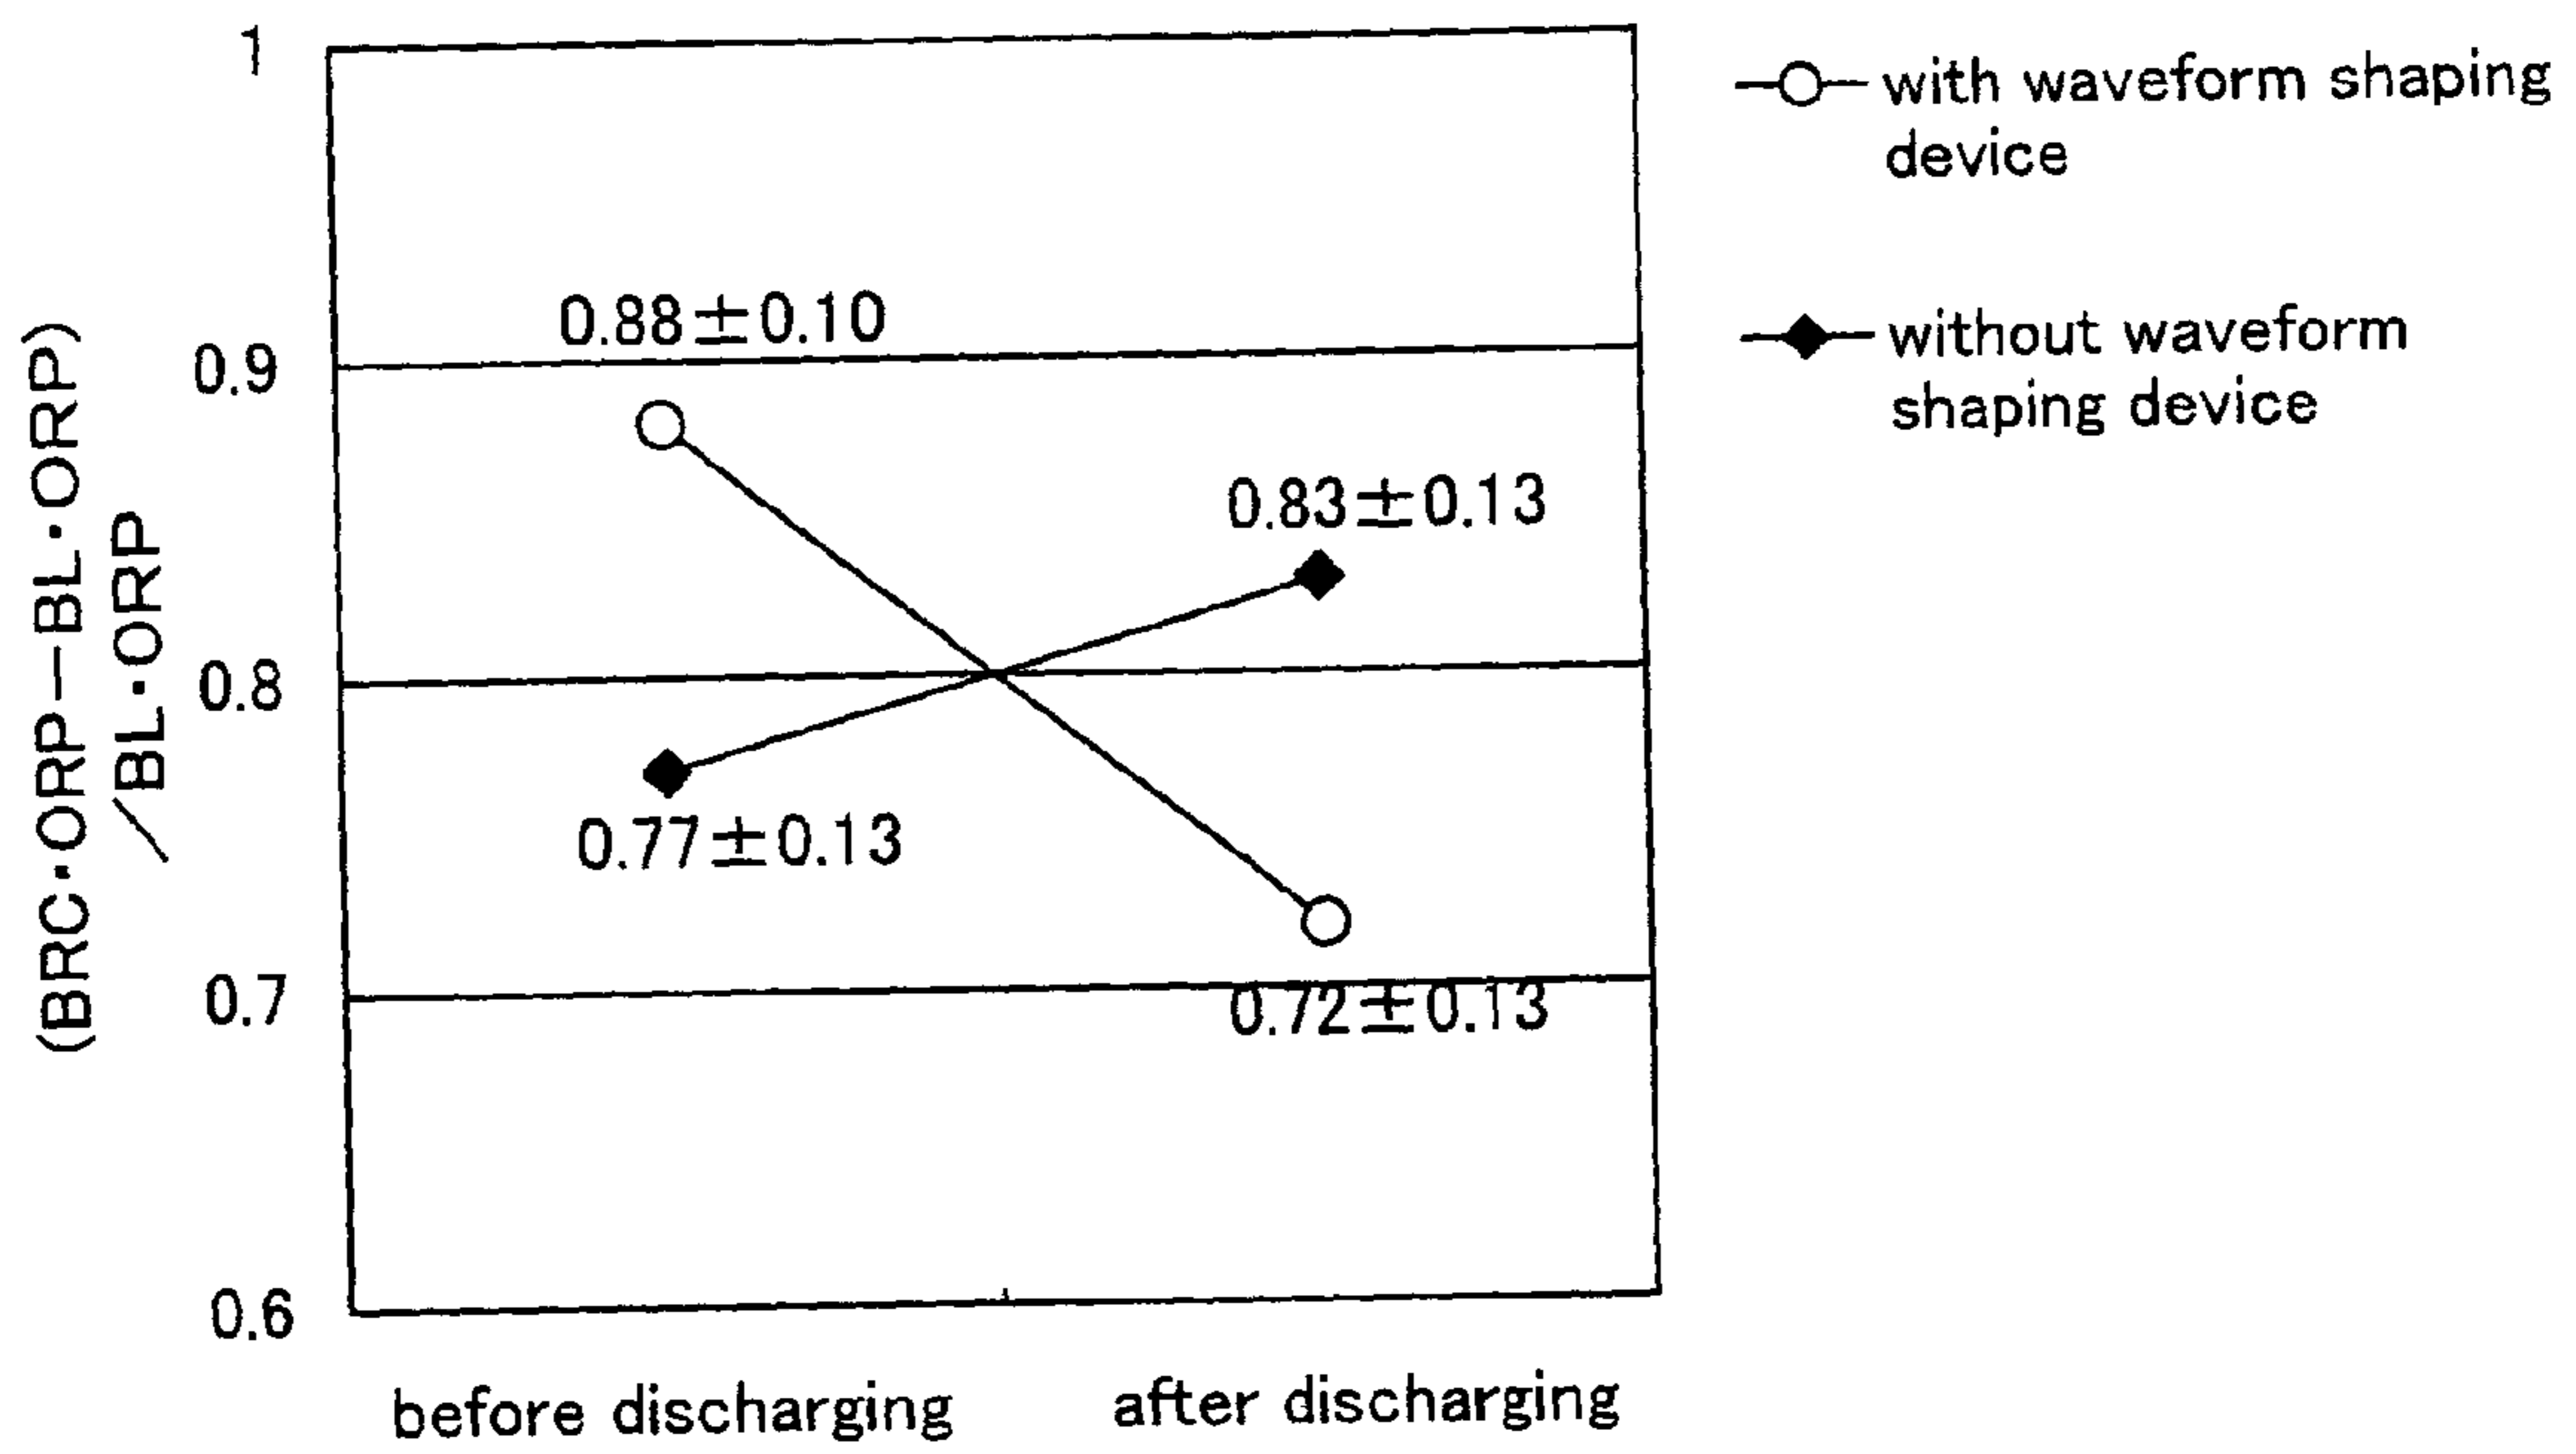 1
0.9
0.8
0.7
0.6
(BRC・ORP—BL・ORP)
/BL・ORP
0.88±0.10
0.83±0.13
0.77±0.13
0.72±0.13
before discharging
after discharging
with waveform shaping
device
without waveform
shaping device